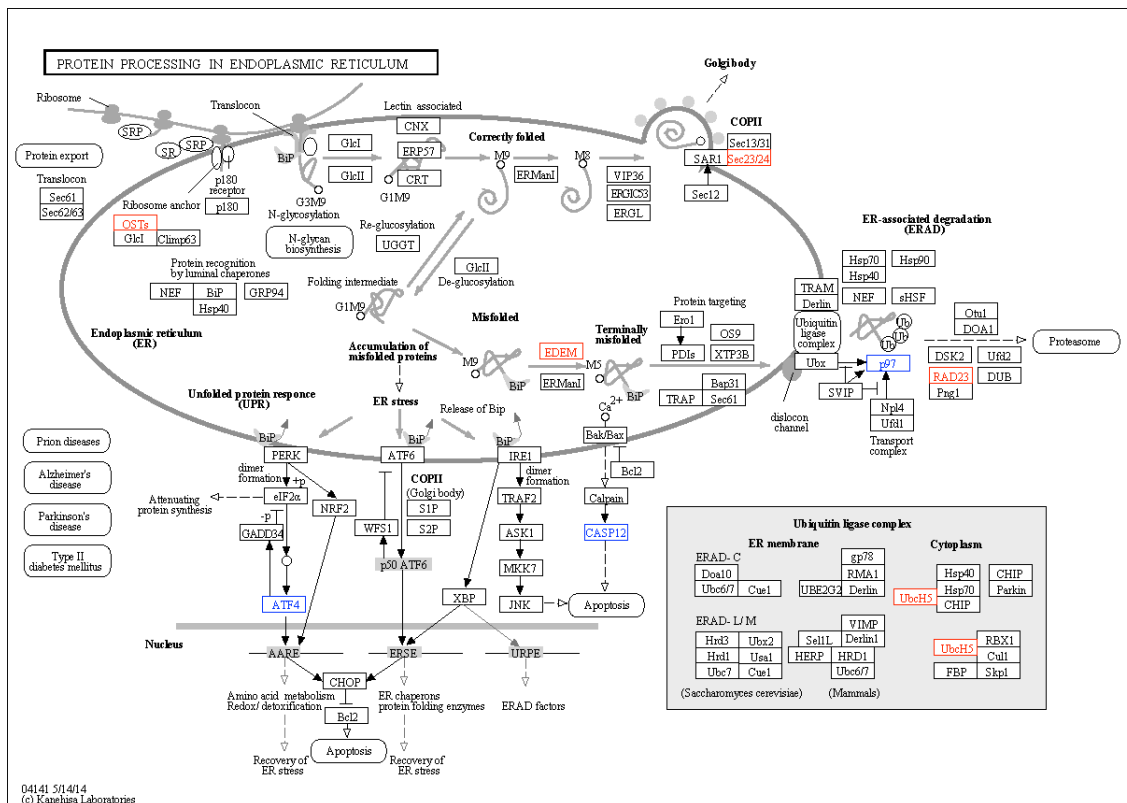 PROTEIN PROCESSING IN ENDOPLASMIC RETICULUM
Golgi body
Ribosome
Translocon
Lectin associated
SRP
SR
SRP
CNX
Correctly folded
COPII
BiP
GlcI
ERP57
M9
M8
Sec13/31
Protein export
SAR1
Sec23/24
GlcII
CRT
ERManI
VIP36
Translocon
p180
receptor
G3M9
G1M9
ERGIC53
Sec12
Sec61
Ribosome anchor
p180
N-glycosylation
ERGL
Sec62/63
OSTs
Re-glucosylation
ER-associated degradation
(ERAD)
GlcI
Climp63
N-glycan
biosynthesis
UGGT
Hsp70
Hsp90
Protein recognition
by luminal chaperones
GlcII
Hsp40
De-glucosylation
TRAM
NEF
BiP
GRP94
Folding intermediate
Derlin
NEF
sHSF
Hsp40
G1M9
Protein targeting
Ero1
Ubiquitin
ligase
complex
Ub
Ub
Ub
Otu1
DOA1
Endoplasmic reticulum
(ER)
Misfolded
Terminally
misfolded
OS9
Proteasome
Accumulation of
misfolded proteins
M9
EDEM
M5
PDIs
XTP3B
Ubx
p97
DSK2
Ufd2
BiP
ERManI
BiP
Bap31
SVIP
RAD23
DUB
Unfolded protein responce
(UPR)
ER stress
Release of Bip
TRAP
Sec61
Png1
Ca2+
dislocon
channel
Npl4
Ufd1
Transport
complex
Prion diseases
BiP
BiP
BiP
Bak/Bax
PERK
ATF6
IRE1
Bcl2
Alzheimer's
disease
dimer
formation
+p
COPII
(Golgi body)
dimer
formation
Attenuating
protein synthesis
eIF2α
NRF2
S1P
TRAF2
Calpain
Parkinson's
disease
-p
GADD34
WFS1
S2P
ASK1
CASP12
Type II
diabetes mellitus
p50 ATF6
MKK7
ATF4
XBP
JNK
Apoptosis
Nucleus
AARE
ERSE
URPE
CHOP
Amino acid metabolism
Redox/ detoxification
ER chaperons
protein folding enzymes
ERAD factors
Bcl2
Apoptosis
Recovery of
ER stress
Recovery of
ER stress
Ubiquitin ligase complex
ER membrane
Cytoplasm
ERAD- C
gp78
Doa10
RMA1
Hsp40
CHIP
Ubc6/7
Cue1
UBE2G2
Derlin
UbcH5
Hsp70
Parkin
CHIP
ERAD- L/ M
VIMP
Hrd3
Ubx2
Sel1L
Derlin1
UbcH5
RBX1
Hrd1
Usa1
HERP
HRD1
Cul1
Ubc7
Cue1
Ubc6/7
FBP
Skp1
(Saccharomyces cerevisiae)
(Mammals)
04141 5/14/14
(c) Kanehisa Laboratories